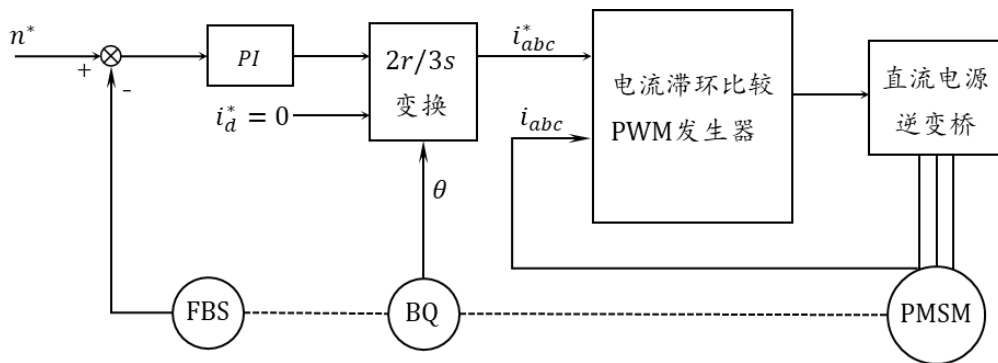 n*
+
-
PI
i*_d = 0
2r/3s
变换
θ
i*_abc
i_abc
电流滞环比较
PWM发生器
直流电源
逆变桥
FBS
BQ
PMSM